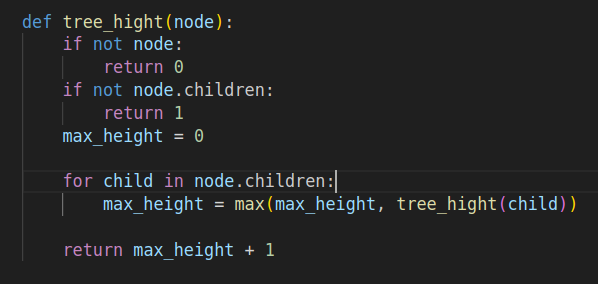 def tree_hight(node):
    if not node:
        return 0
    if not node.children:
        return 1
    max_height = 0
    for child in node.children:
        max_height = max(max_height, tree_hight(child))
    return max_height + 1